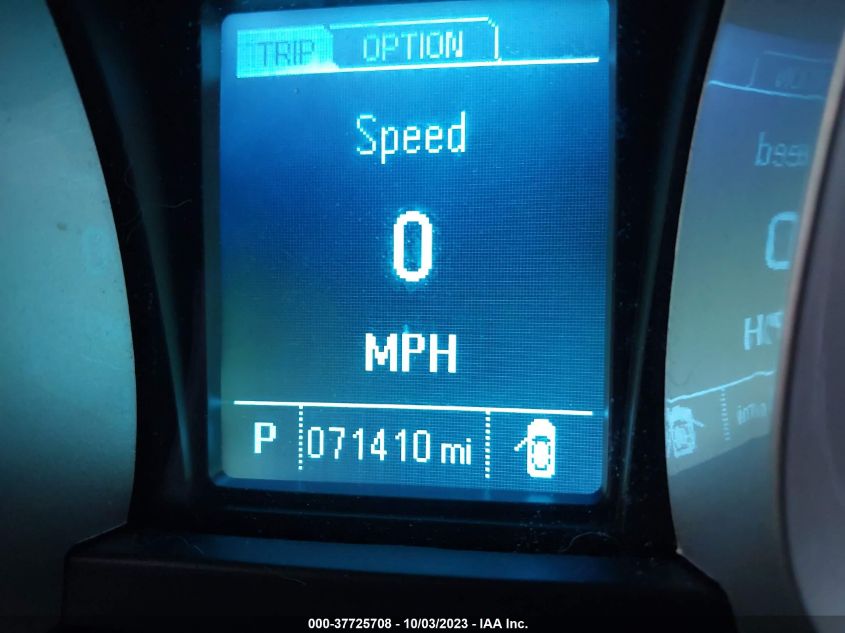 TRIP OPTION
Speed
0
MPH
P 071410 mi
000-37725708 - 10/03/2023 - IAA Inc.